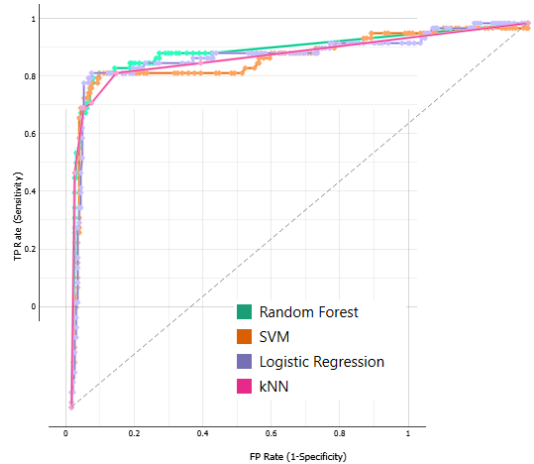 1
0.8
0.6
0.4
0.2
0
TP Rate (Sensitivity)
Random Forest
SVM
Logistic Regression
kNN
0
0.2
0.4
0.6
0.8
1
FP Rate (1-Specificity)